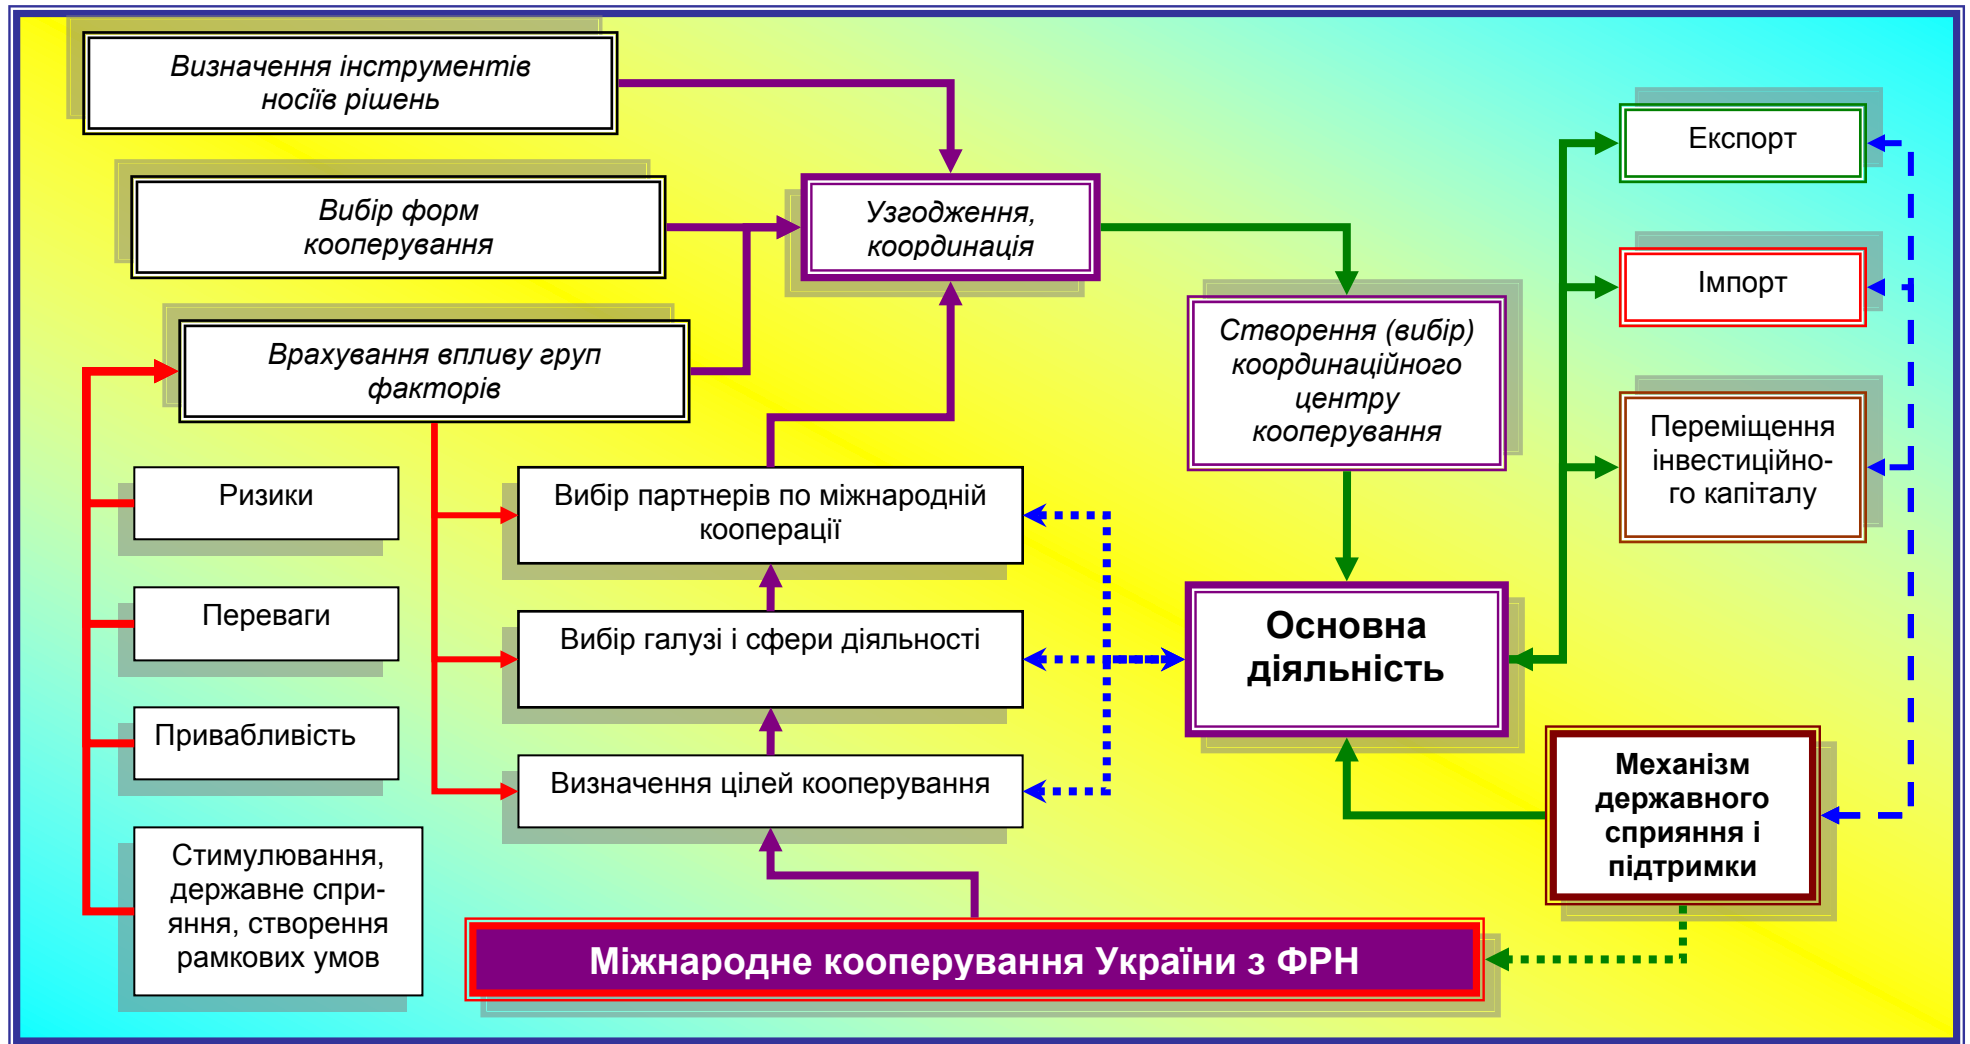 Визначення інструментів
носіїв рішень
Вибір форм
кооперування
Врахування впливу груп
факторів
Ризики
Переваги
Привабливість
Стимулювання,
державне спри-
яння, створення
рамкових умов
Узгодження,
координація
Вибір партнерів по міжнародній
кооперації
Вибір галузі і сфери діяльності
Визначення цілей кооперування
Міжнародне кооперування України з ФРН
Створення (вибір)
координаційного
центру
кооперування
Основна
діяльність
Експорт
Імпорт
Переміщення
інвестиційно-
го капіталу
Механізм
державного
сприяння і
підтримки